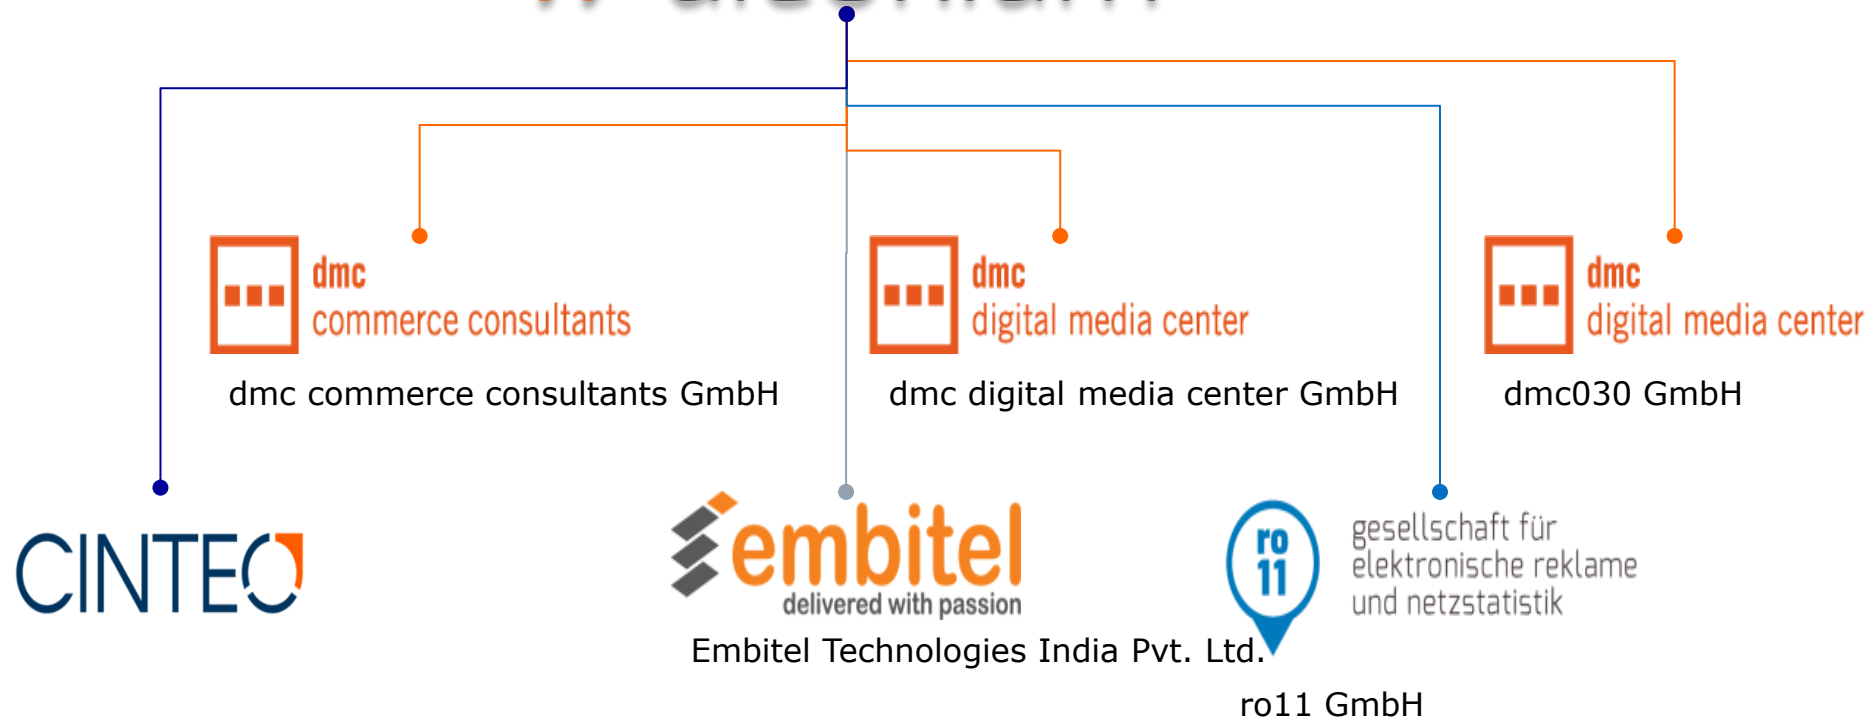 dmc
commerce consultants
dmc
digital media center
dmc
digital media center
dmc commerce consultants GmbH
dmc digital media center GmbH
dmc030 GmbH
CINTEO
embitel
delivered with passion
ro
11
gesellschaft für
elektronische reklame
und netzstatistik
Embitel Technologies India Pvt. Ltd.
ro11 GmbH